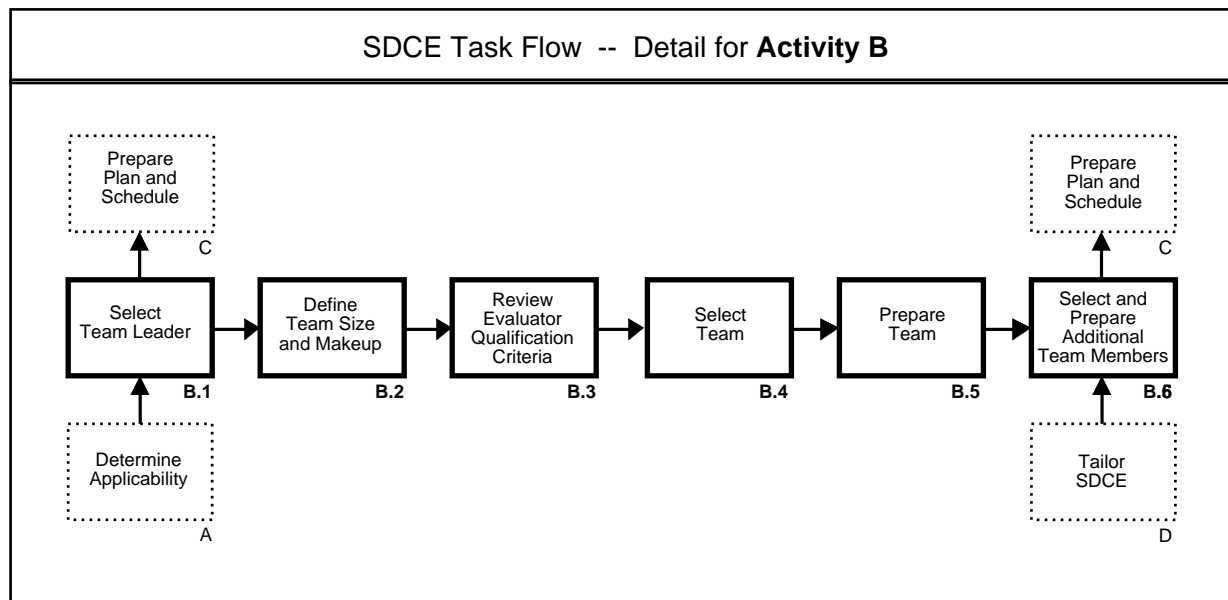 SDCE Task Flow -- Detail for Activity B
Prepare
Plan and
Schedule
C
Prepare
Plan and
Schedule
C
Select
Team Leader
B.1
Define
Team Size
and Makeup
B.2
Review
Evaluator
Qualification
Criteria
B.3
Select
Team
B.4
Prepare
Team
B.5
Select and
Prepare
Additional
Team Members
B.6
Determine
Applicability
A
Tailor
SDCE
D